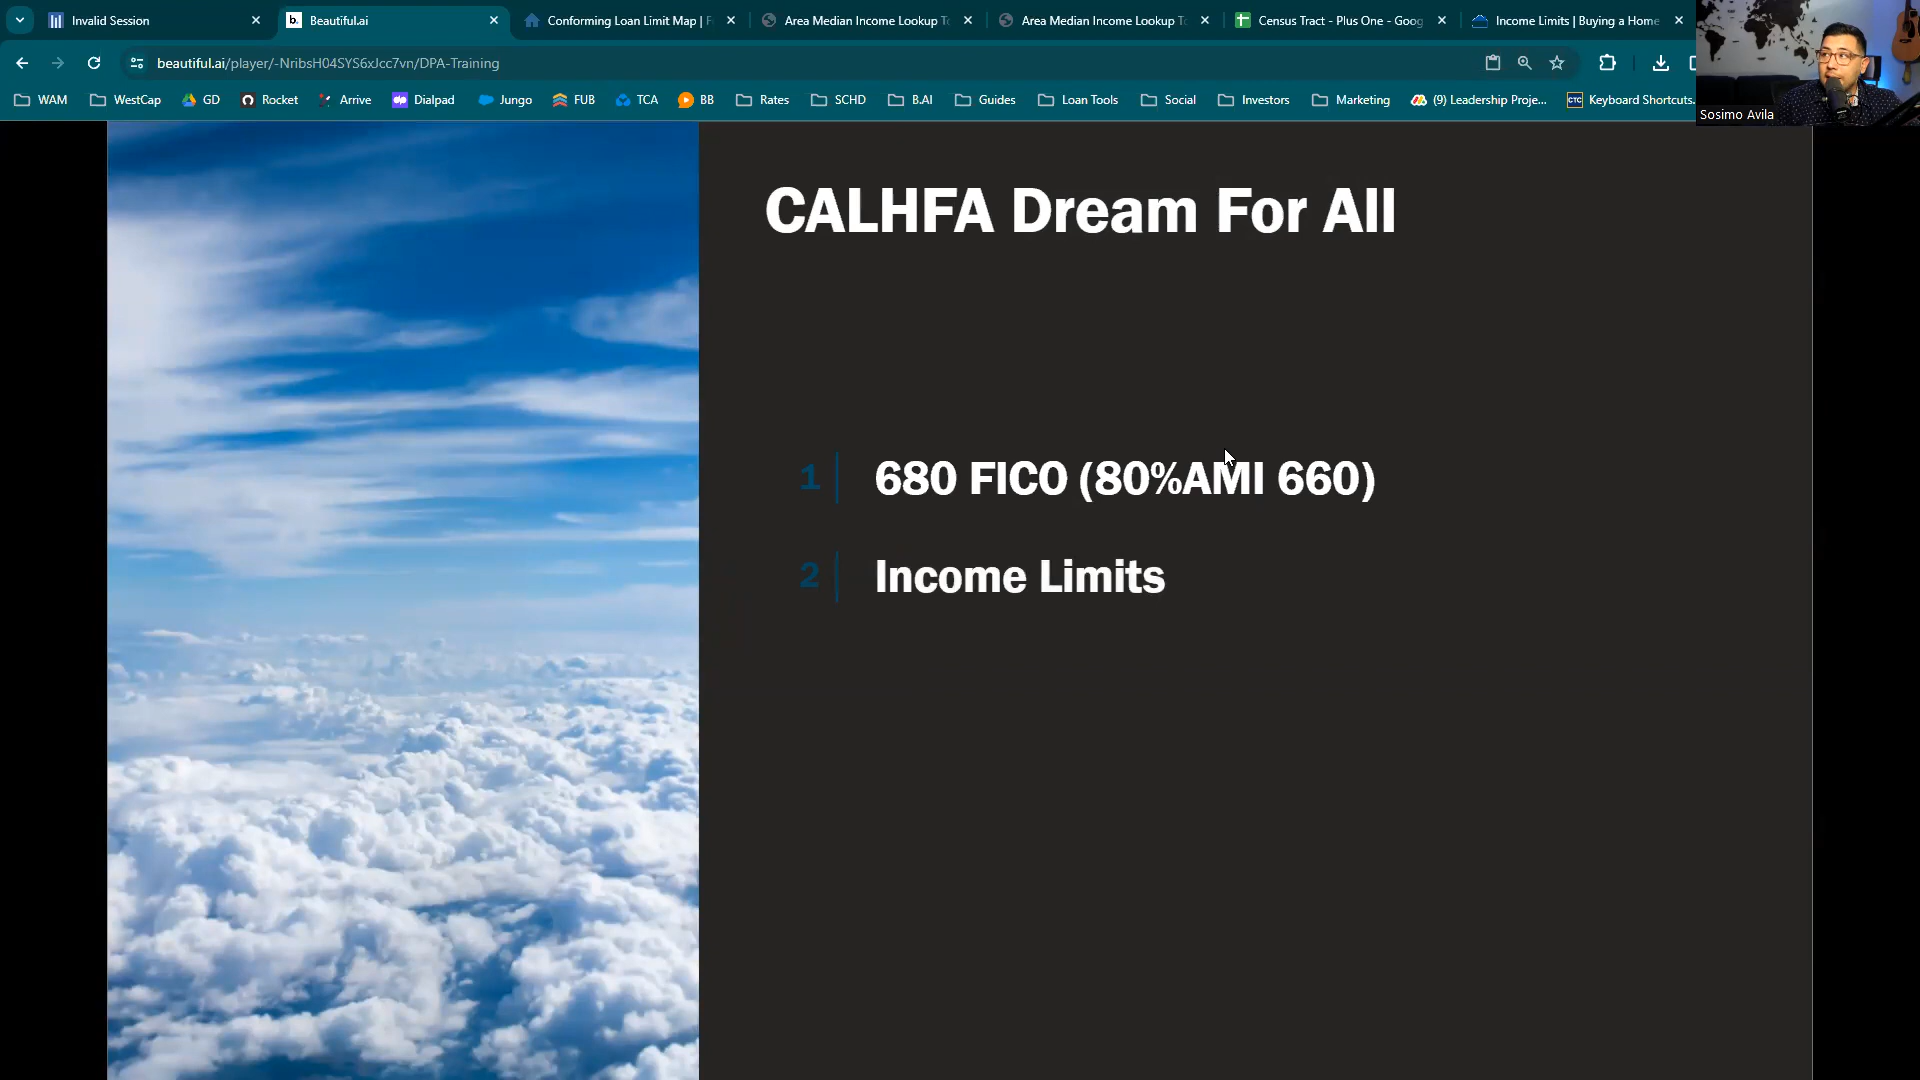 Invalid Session
Beautiful.ai
Conforming Loan Limit Map | F
Area Median Income Lookup To
Area Median Income Lookup To
Census Tract - Plus One - Goog
Income Limits | Buying a Home
beautiful.ai/player/-NribsH04SYS6xJcc7vn/DPA-Training
WAM
WestCap
GD
Rocket
Arrive
Dialpad
Jungo
FUB
TCA
BB
Rates
SCHD
B.AI
Guides
Loan Tools
Social
Investors
Marketing
(9) Leadership Proje...
CTC
Keyboard Shortcuts.
Sosimo Avila
CALHFA Dream For All
1 680 FICO (80%AMI 660)
2 Income Limits